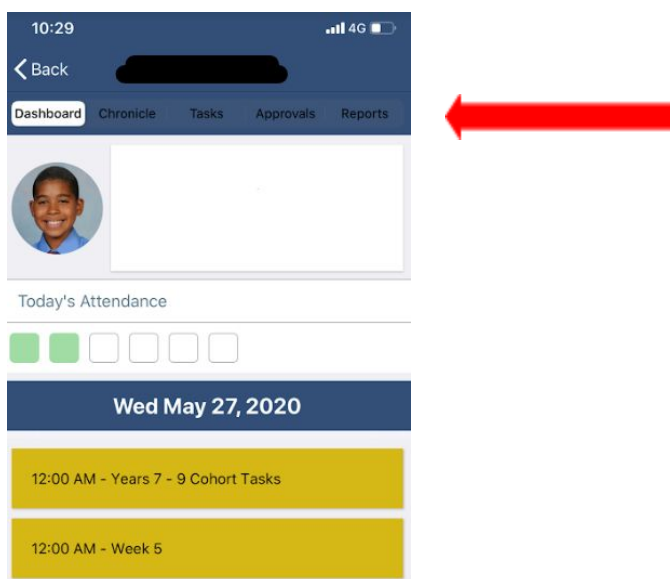 10:29 4G
Back
Dashboard Chronicle Tasks Approvals Reports
Today's Attendance
Wed May 27, 2020
12:00 AM - Years 7 - 9 Cohort Tasks
12:00 AM - Week 5